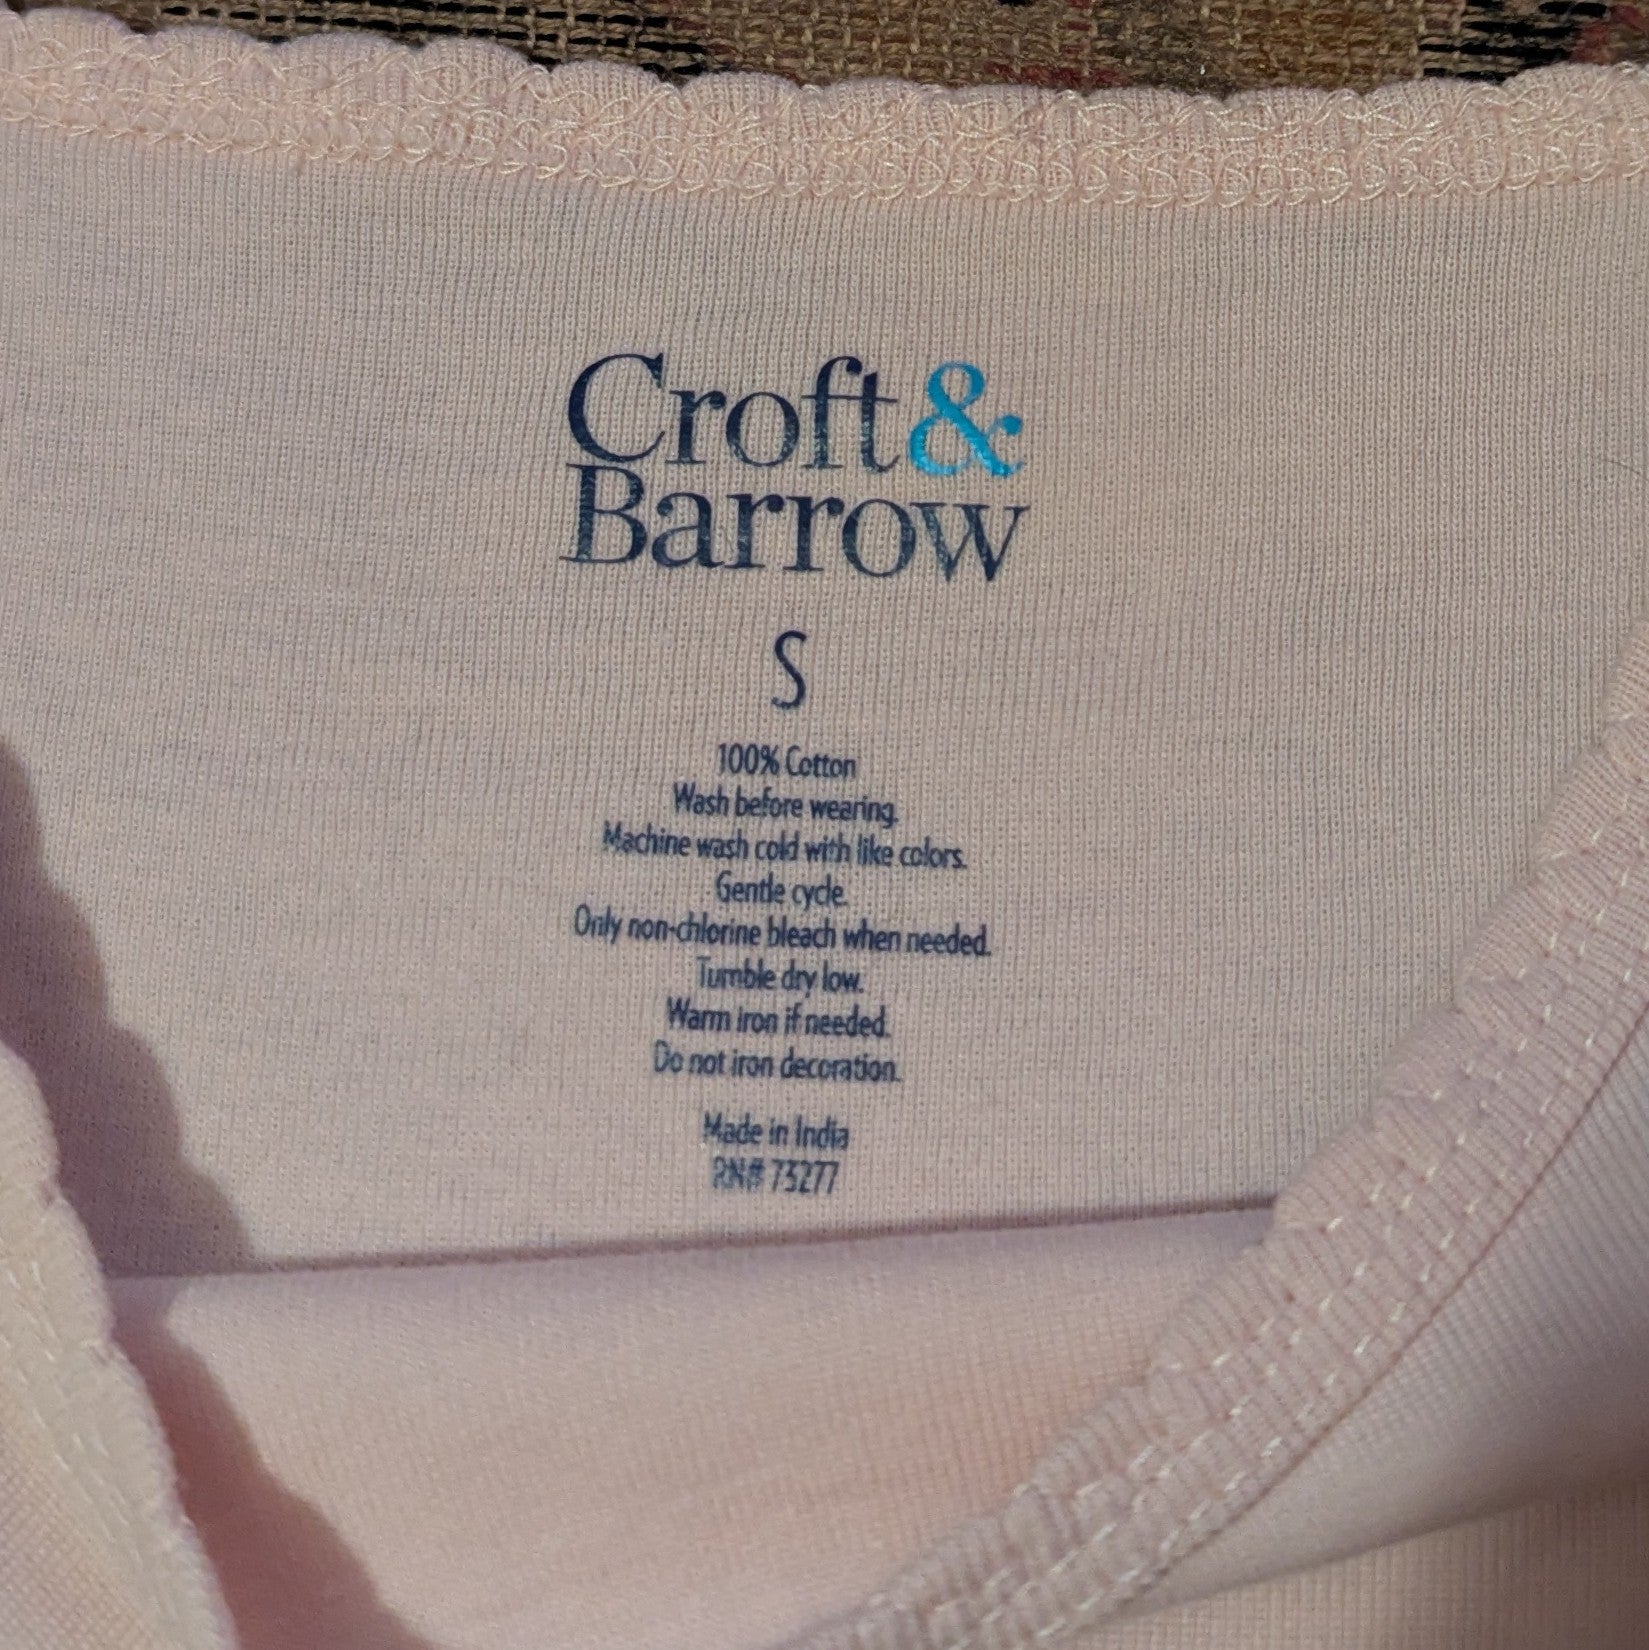 Croft &
Barrow
S
100% Cotton
Wash before wearing.
Machine wash cold with like colors.
Gentle cycle.
Only non-chlorine bleach when needed.
Tumble dry low.
Warm iron if needed.
Do not iron decoration.
Made in India
RN# 73277